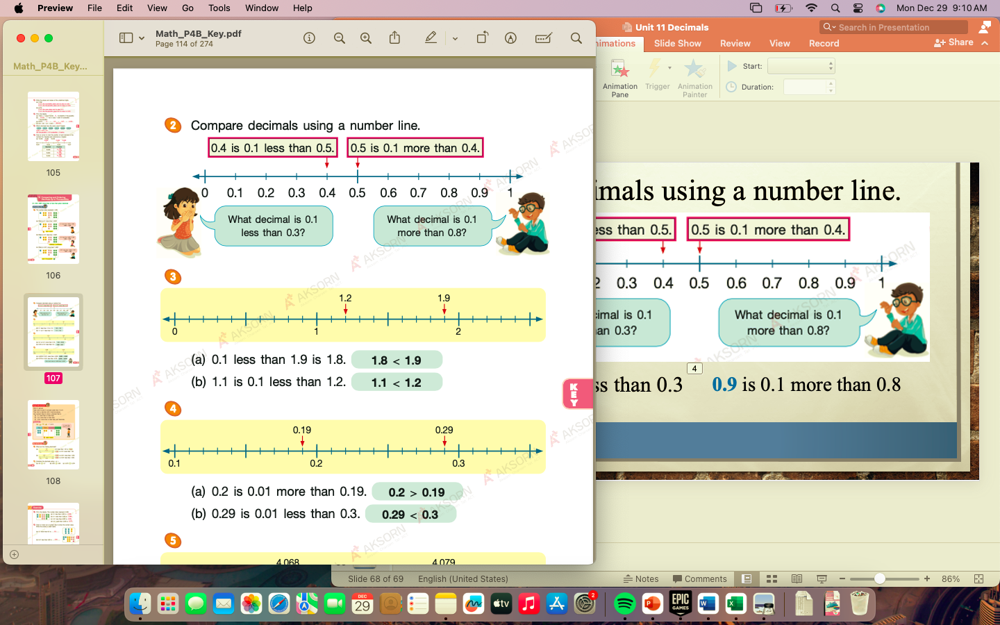 Preview File Edit View Go Tools Window Help
Mon Dec 29 9:10 AM
Math_P4B_Key.pdf
Page 114 of 274
Math_P4B_Key...
105
106
107
108
2 Compare decimals using a number line.
0.4 is 0.1 less than 0.5. 0.5 is 0.1 more than 0.4.
0 0.1 0.2 0.3 0.4 0.5 0.6 0.7 0.8 0.9 1
What decimal is 0.1
less than 0.3?
What decimal is 0.1
more than 0.8?
3
1.2 1.9
0 1 2
(a) 0.1 less than 1.9 is 1.8. 1.8 < 1.9
(b) 1.1 is 0.1 less than 1.2. 1.1 < 1.2
KEY
4
0.19 0.29
0.1 0.2 0.3
(a) 0.2 is 0.01 more than 0.19. 0.2 > 0.19
(b) 0.29 is 0.01 less than 0.3. 0.29 < 0.3
5
4.068 4.079
AKSORN
Unit 11 Decimals
Search in Presentation
nimations Slide Show Review View Record
Share
Animation
Pane
Trigger
Animation
Painter
Start:
Duration:
imals using a number line.
ess than 0.5. 0.5 is 0.1 more than 0.4.
2 0.3 0.4 0.5 0.6 0.7 0.8 0.9 1
cimal is 0.1
an 0.3?
What decimal is 0.1
more than 0.8?
4
ss than 0.3 0.9 is 0.1 more than 0.8
Slide 68 of 69 English (United States)
Notes Comments 86%
DEC
29
tv
2
EPIC
GAMES